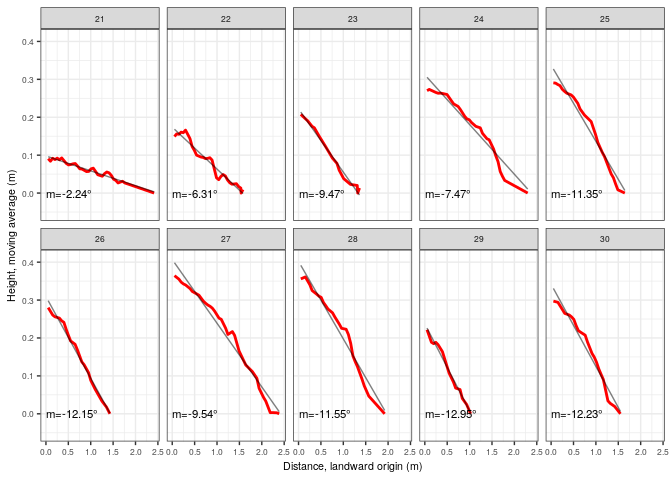 21 22 23 24 25
0.4
0.3
0.2
0.1
0.0
m=-2.24° m=-6.31° m=-9.47° m=-7.47° m=-11.35°
Height, moving average (m)
26 27 28 29 30
0.4
0.3
0.2
0.1
0.0
m=-12.15° m=-9.54° m=-11.55° m=-12.95° m=-12.23°
0.0 0.5 1.0 1.5 2.0 2.5 0.0 0.5 1.0 1.5 2.0 2.5 0.0 0.5 1.0 1.5 2.0 2.5 0.0 0.5 1.0 1.5 2.0 2.5 0.0 0.5 1.0 1.5 2.0 2.5
Distance, landward origin (m)